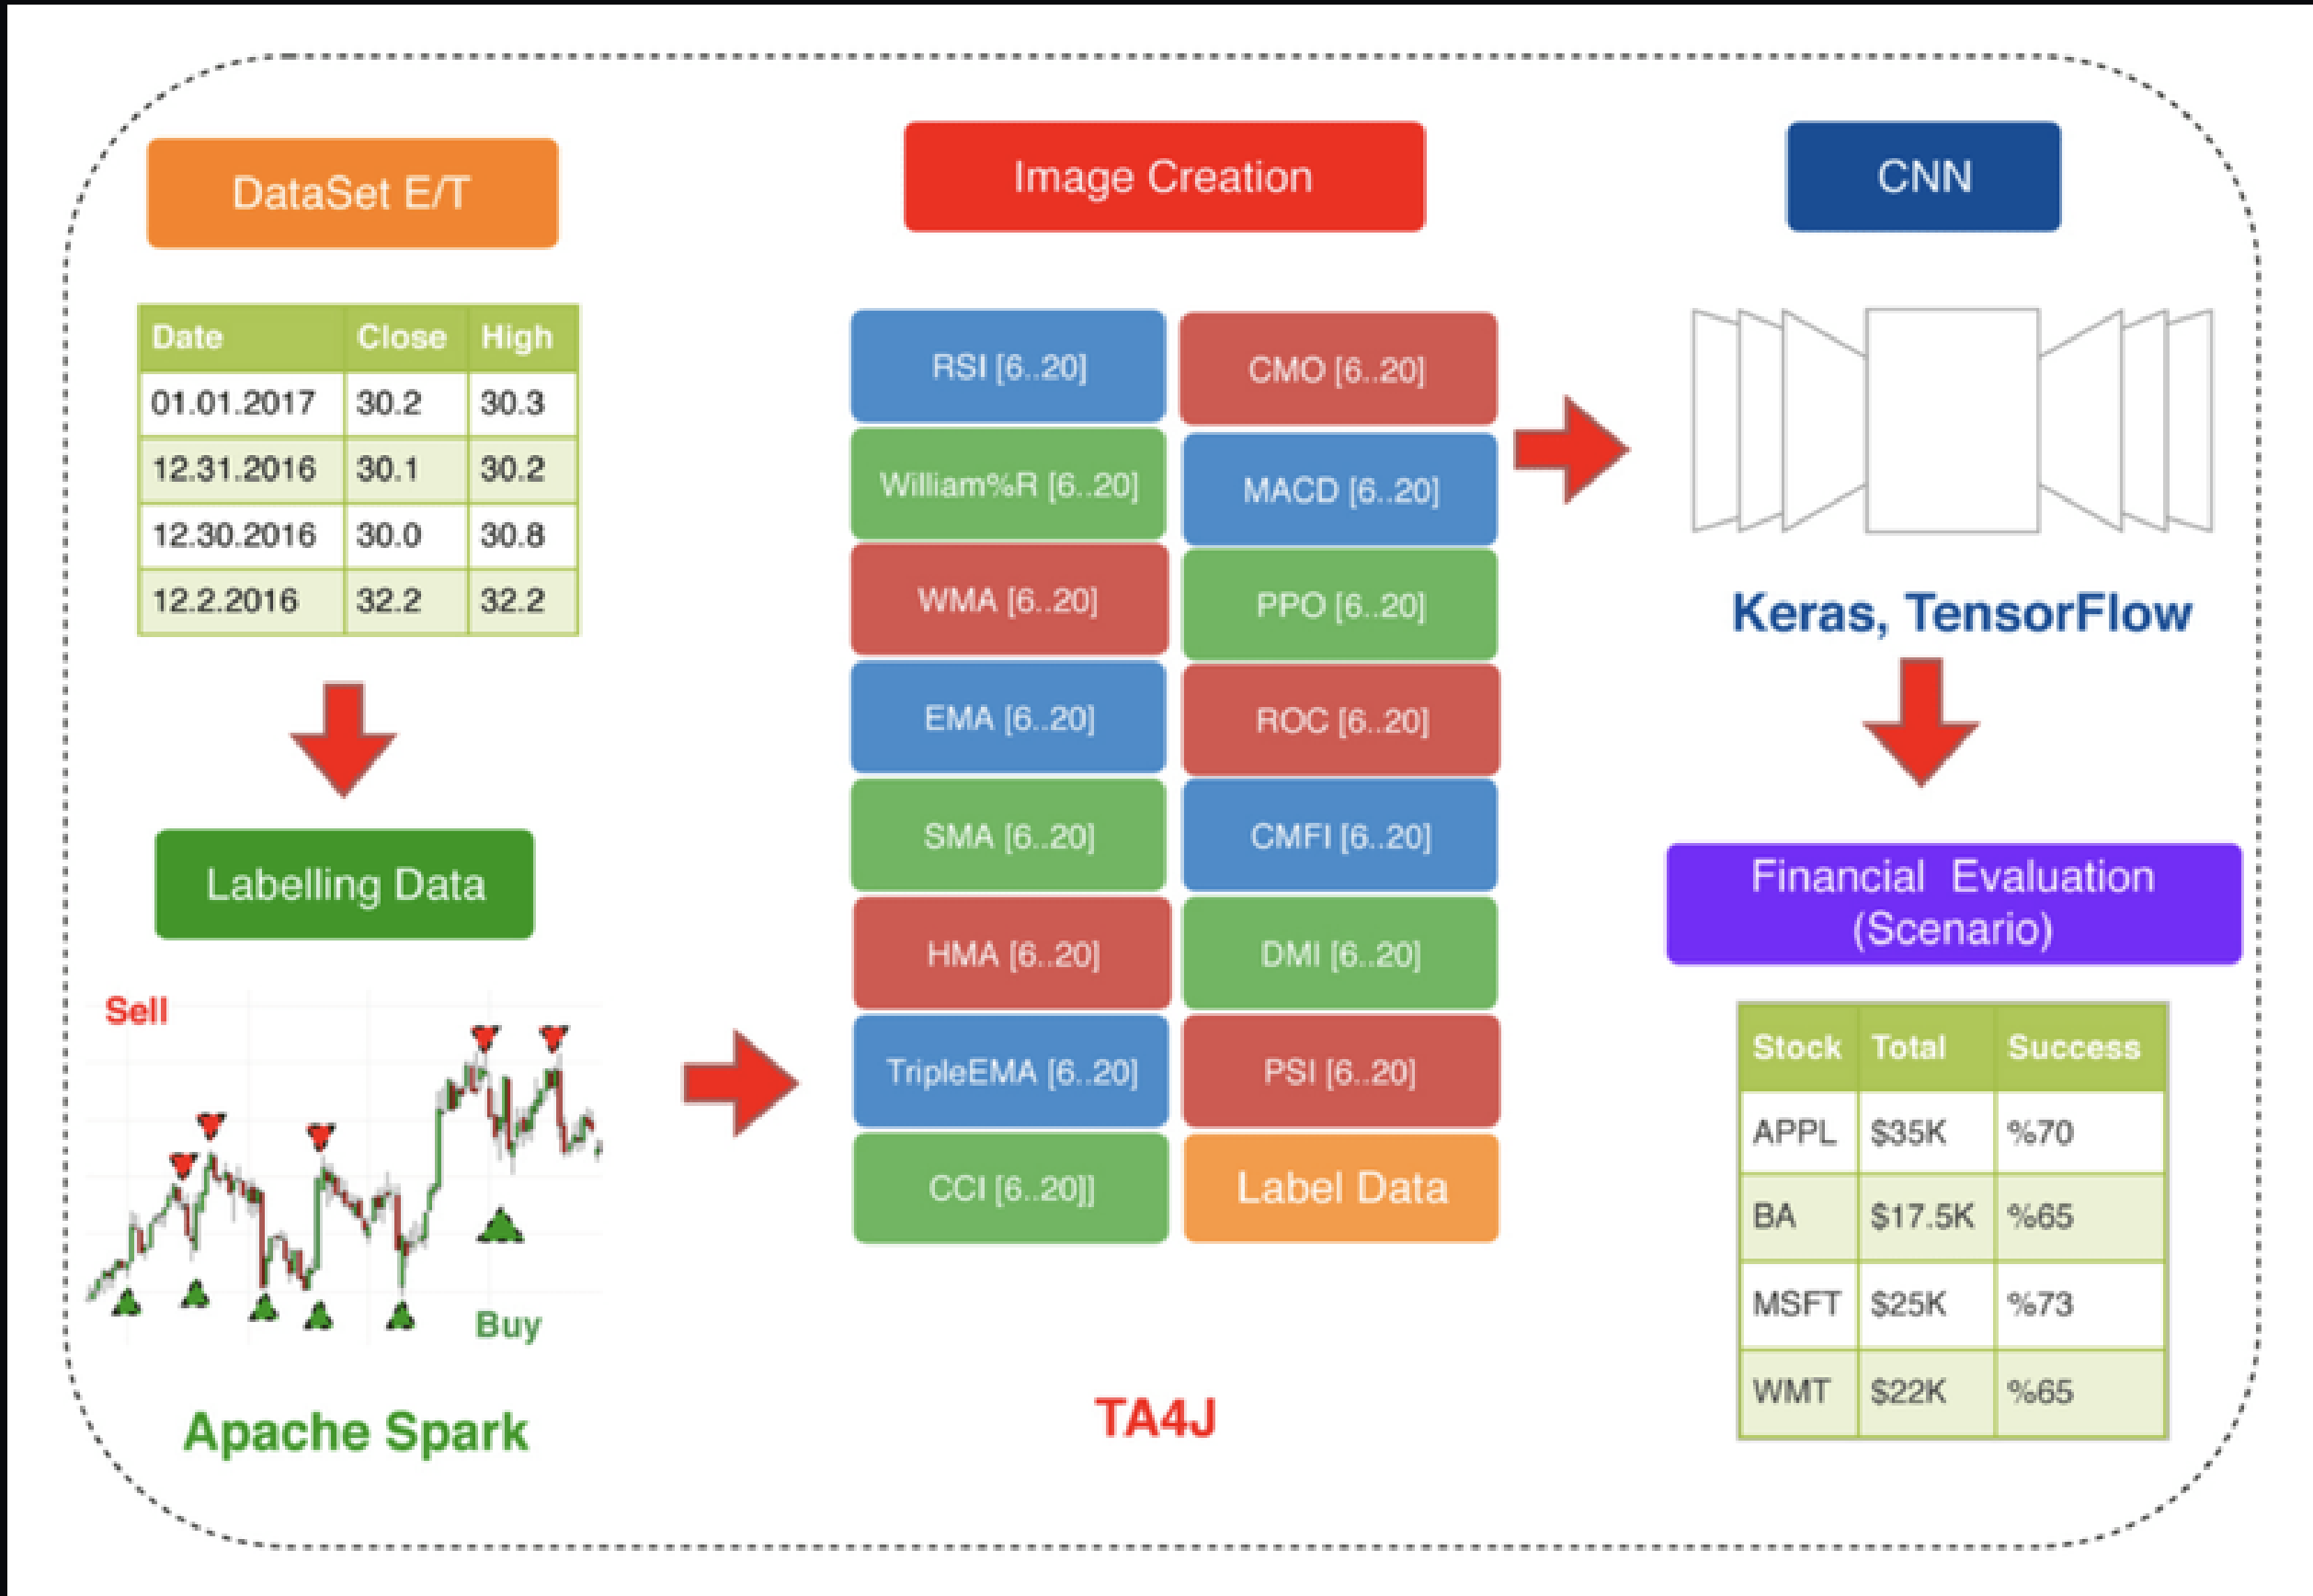 DataSet E/T
Date Close High
01.01.2017 30.2 30.3
12.31.2016 30.1 30.2
12.30.2016 30.0 30.8
12.2.2016 32.2 32.2
Labelling Data
Sell
Buy
Apache Spark
Image Creation
RSI [6..20] CMO [6..20]
William%R [6..20] MACD [6..20]
WMA [6..20] PPO [6..20]
EMA [6..20] ROC [6..20]
SMA [6..20] CMFI [6..20]
HMA [6..20] DMI [6..20]
TripleEMA [6..20] PSI [6..20]
CCI [6..20]] Label Data
TA4J
CNN
Keras, TensorFlow
Financial Evaluation
(Scenario)
Stock Total Success
APPL $35K %70
BA $17.5K %65
MSFT $25K %73
WMT $22K %65